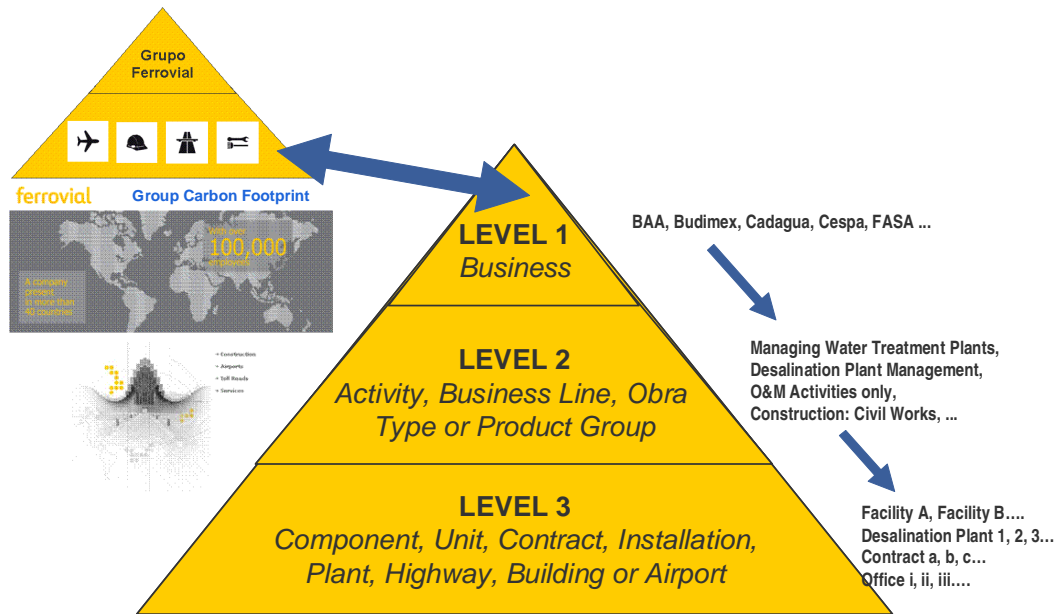 Grupo
Ferrovial
ferrovial
Group Carbon Footprint
With over
100,000
employees
A company
present
in more than
40 countries
Construction
Airports
Toll Roads
Services
LEVEL 1
Business
LEVEL 2
Activity, Business Line, Obra
Type or Product Group
LEVEL 3
Component, Unit, Contract, Installation,
Plant, Highway, Building or Airport
BAA, Budimex, Cadagua, Cespa, FASA ...
Managing Water Treatment Plants,
Desalination Plant Management,
O&M Activities only,
Construction: Civil Works, ...
Facility A, Facility B....
Desalination Plant 1, 2, 3...
Contract a, b, c...
Office i, ii, iii....